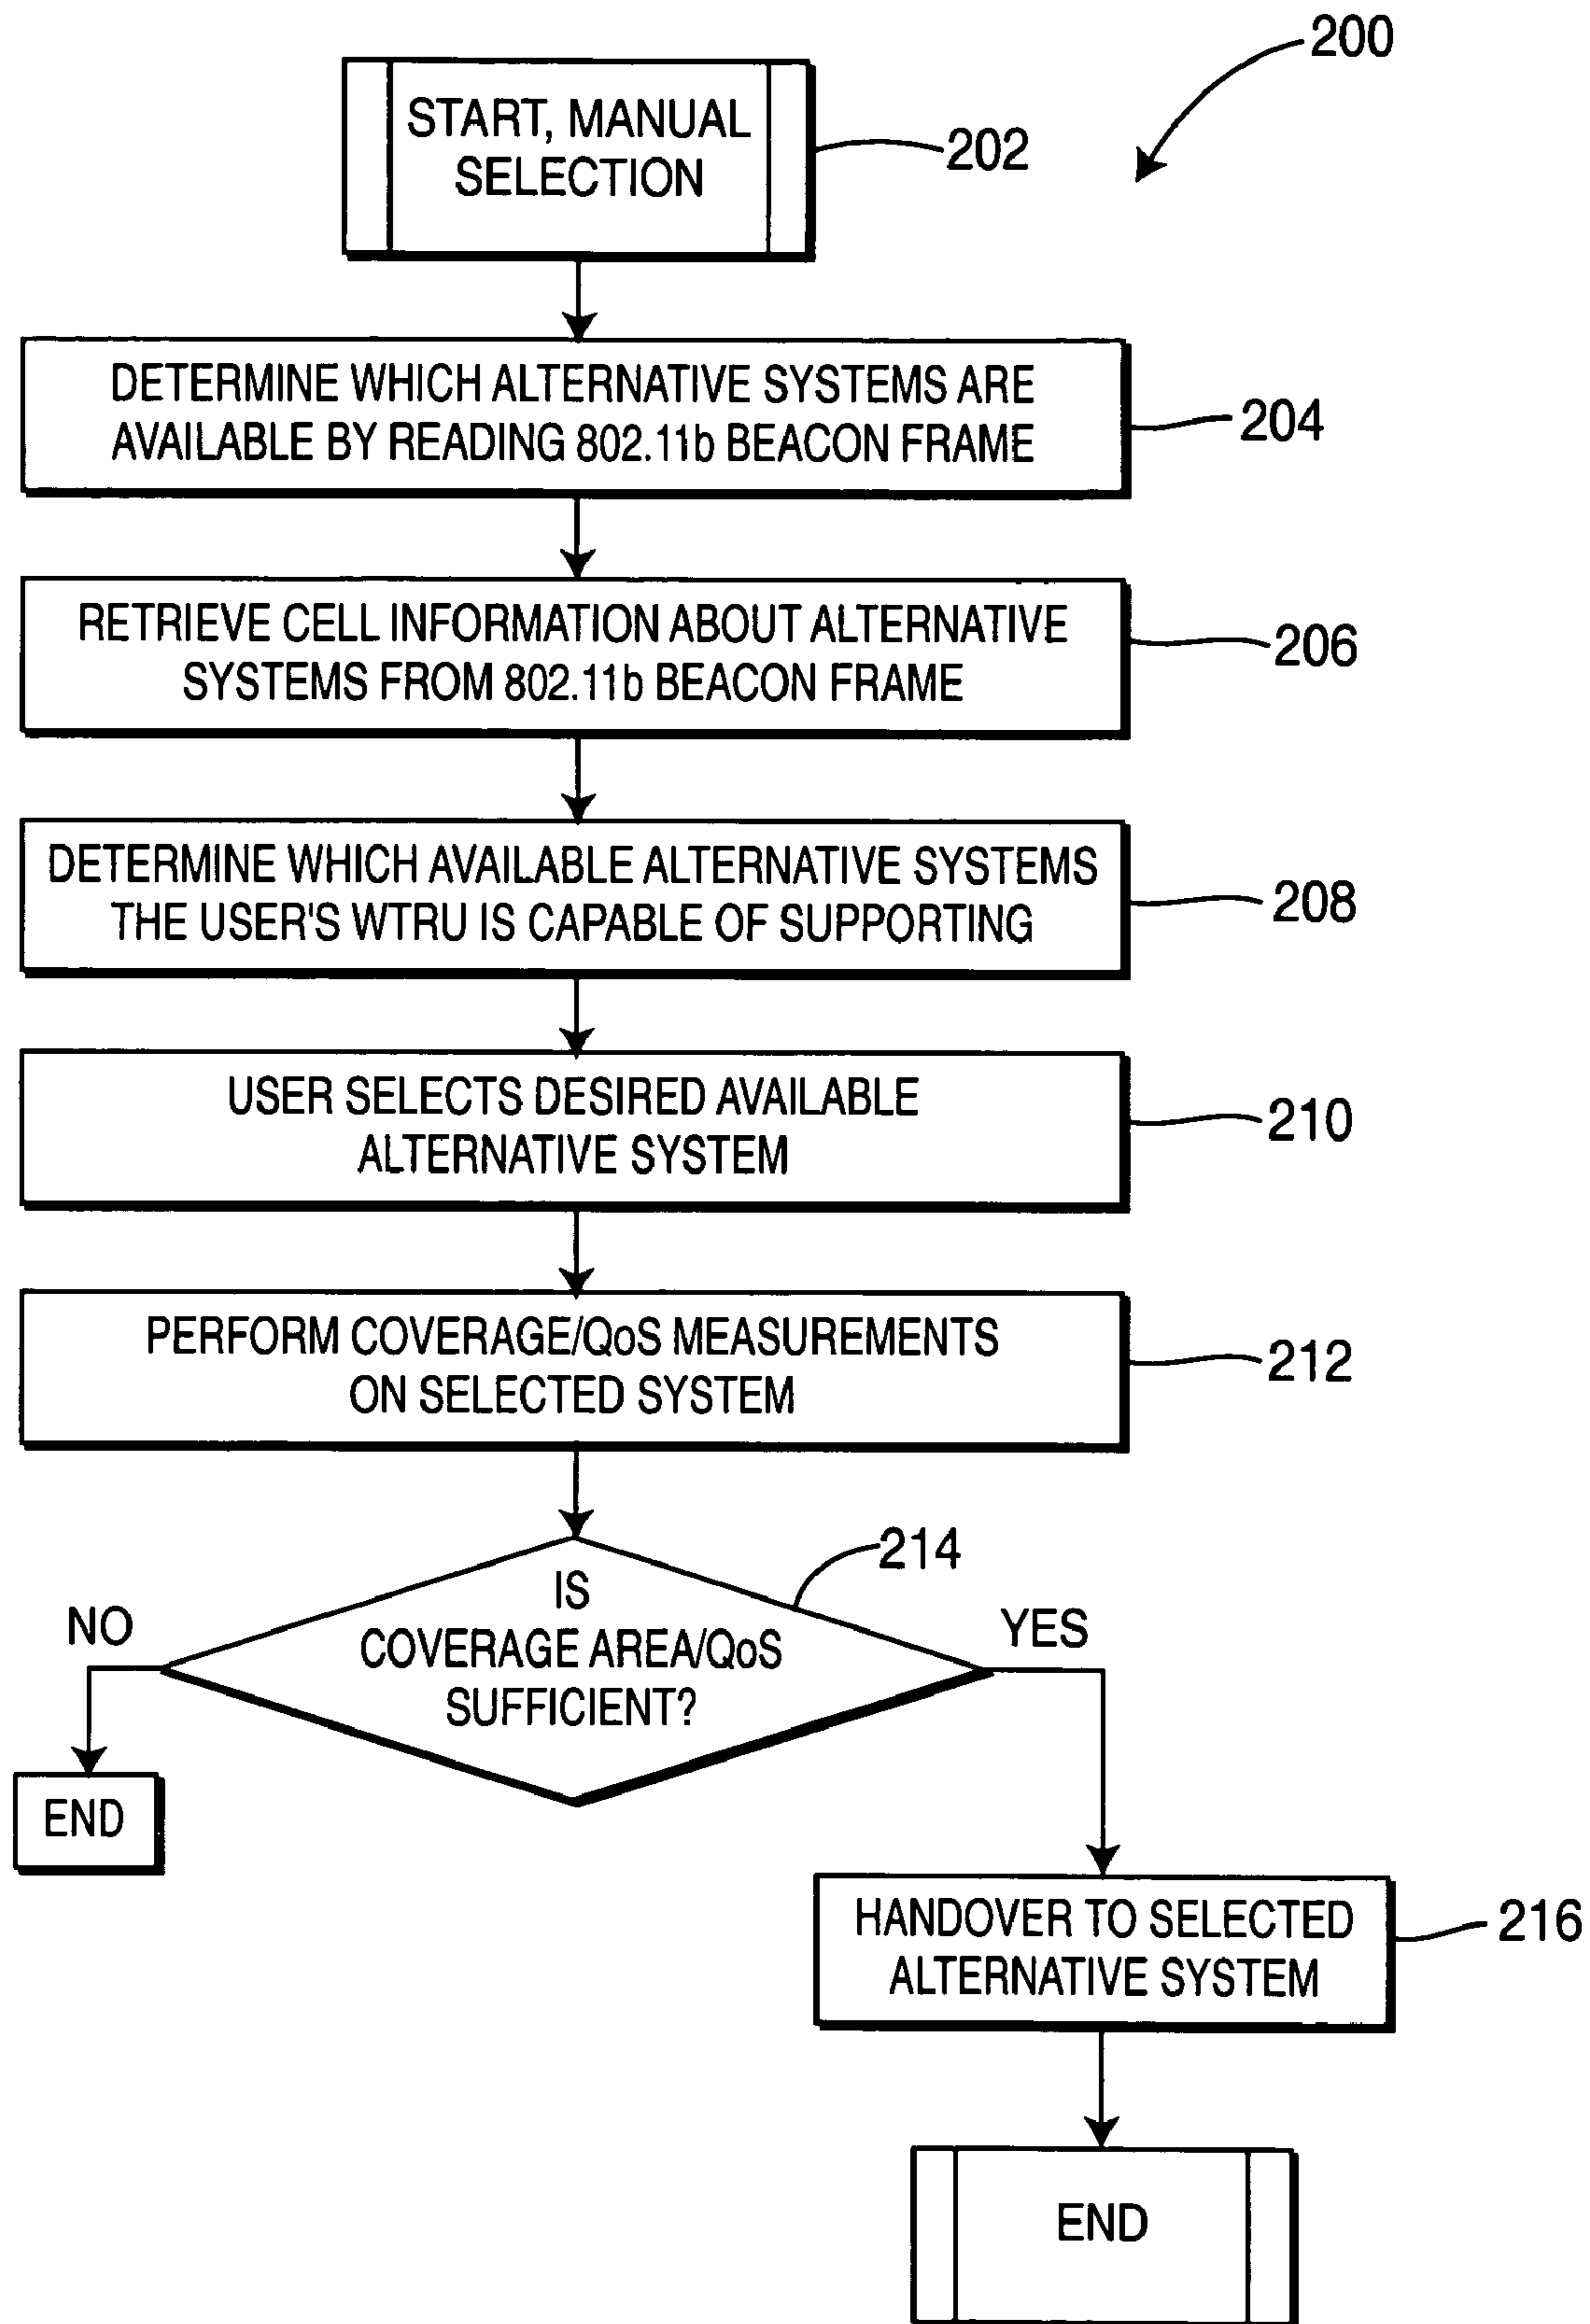 200
START, MANUAL
SELECTION
202
DETERMINE WHICH ALTERNATIVE SYSTEMS ARE
AVAILABLE BY READING 802.11b BEACON FRAME
204
RETRIEVE CELL INFORMATION ABOUT ALTERNATIVE
SYSTEMS FROM 802.11b BEACON FRAME
206
DETERMINE WHICH AVAILABLE ALTERNATIVE SYSTEMS
THE USER'S WTRU IS CAPABLE OF SUPPORTING
208
USER SELECTS DESIRED AVAILABLE
ALTERNATIVE SYSTEM
210
PERFORM COVERAGE/QoS MEASUREMENTS
ON SELECTED SYSTEM
212
214
IS
COVERAGE AREA/QoS
SUFFICIENT?
NO
YES
END
HANDOVER TO SELECTED
ALTERNATIVE SYSTEM
216
END